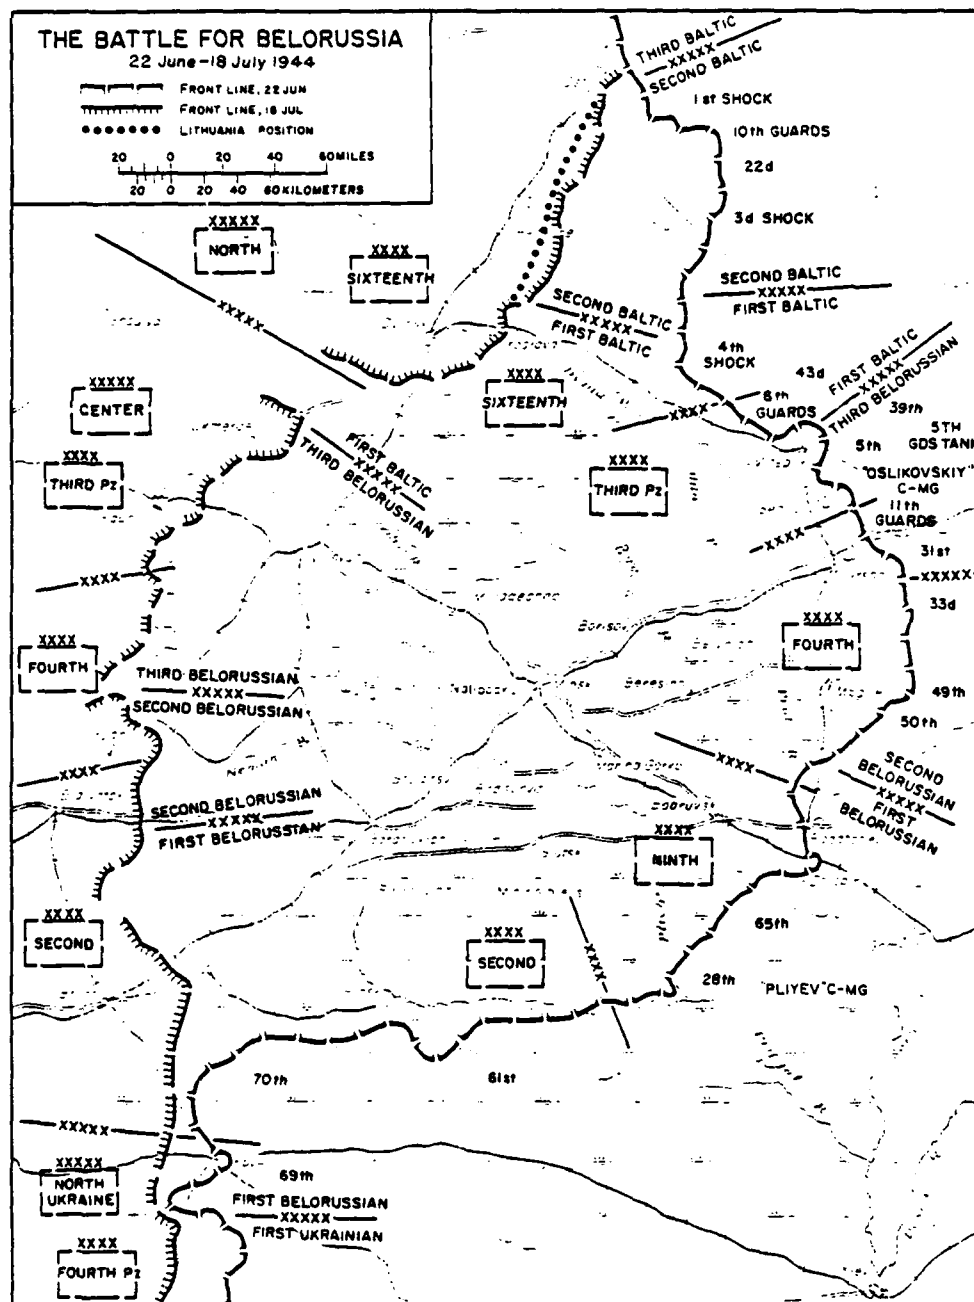 THE BATTLE FOR BELORUSSIA
22 June-18 July 1944
FRONT LINE, 22 JUN
FRONT LINE, 18 JUL
LITHUANIA POSITION
20 0 20 40 60 MILES
20 0 20 40 60 KILOMETERS
THIRD BALTIC
XXXXX
SECOND BALTIC
1st SHOCK
10th GUARDS
22d
3d SHOCK
XXXXX
NORTH
XXXX
SIXTEENTH
XXXXX
SECOND BALTIC
XXXXX
FIRST BALTIC
SECOND BALTIC
XXXXX
FIRST BALTIC
4th
SHOCK
43d
FIRST BALTIC
XXXXX
THIRD BELORUSSIAN
XXXXX
CENTER
XXXX
SIXTEENTH
XXXX
6th
GUARDS
39th
5th
5TH
GDS TANK
FIRST BALTIC
XXXXX
THIRD BELORUSSIAN
XXXX
THIRD Pz
XXXX
THIRD Pz
"OSLIKOVSKIY"
C-MG
11th
GUARDS
XXXX
31st
XXXX
XXXXX
33d
Borisov
XXXX
FOURTH
XXXX
FOURTH
THIRD BELORUSSIAN
XXXXX
SECOND BELORUSSIAN
49th
50th
XXXX
XXXX
SECOND
BELORUSSIAN
XXXXX
FIRST
BELORUSSIAN
SECOND BELORUSSIAN
XXXXX
FIRST BELORUSSIAN
Bobruysk
XXXX
NINTH
XXXX
SECOND
XXXX
SECOND
XXXX
65th
28th
"PLIYEV" C-MG
70th
61st
XXXXX
XXXXX
NORTH
UKRAINE
69th
FIRST BELORUSSIAN
XXXXX
FIRST UKRAINIAN
XXXX
FOURTH Pz